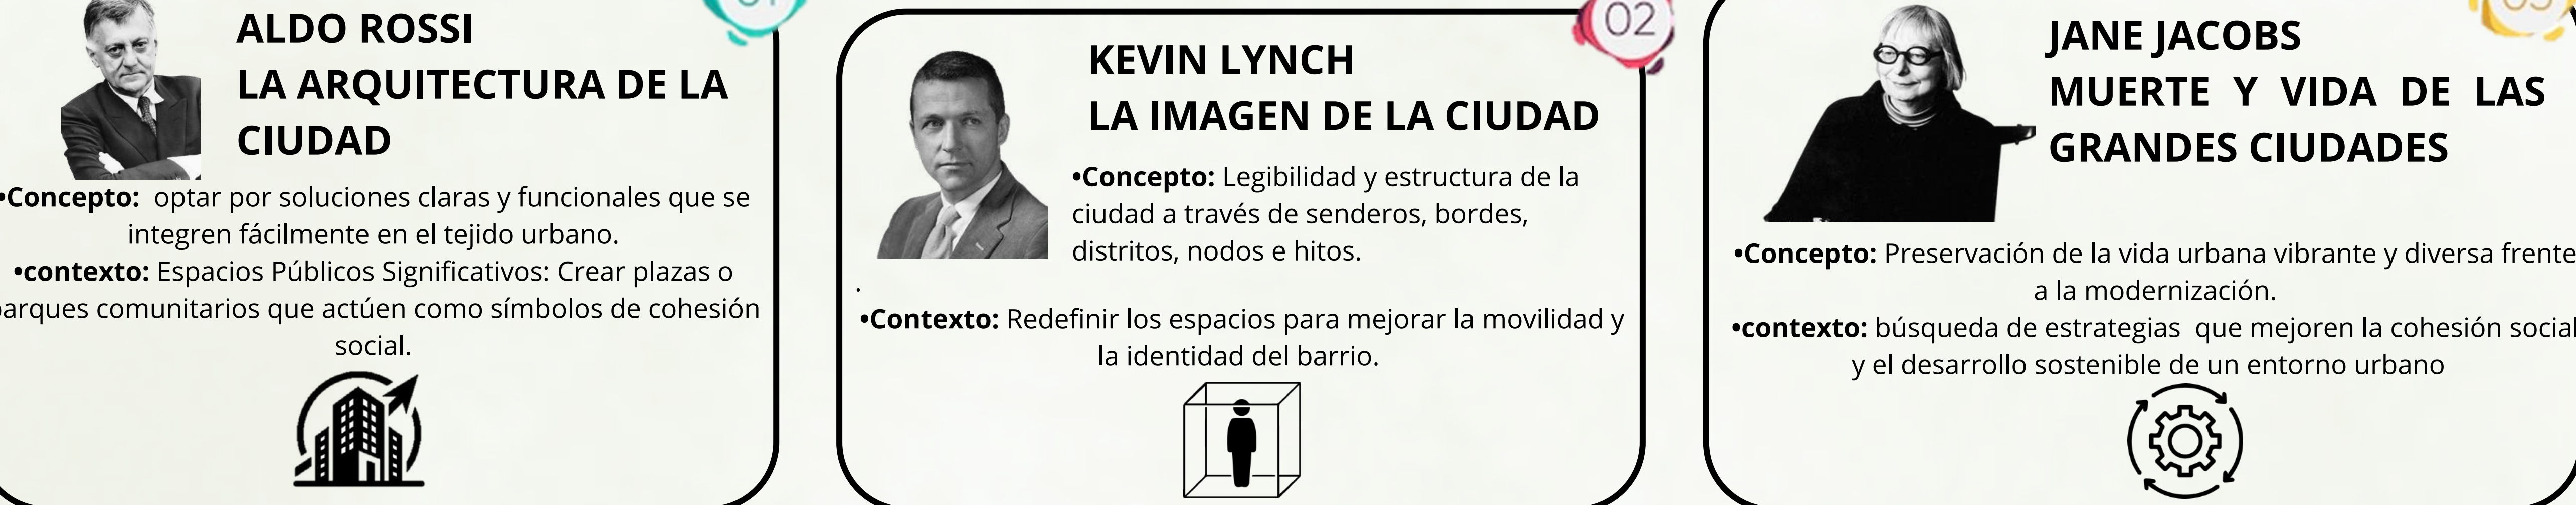 01
ALDO ROSSI
LA ARQUITECTURA DE LA
CIUDAD
•Concepto: optar por soluciones claras y funcionales que se
integren fácilmente en el tejido urbano.
•contexto: Espacios Públicos Significativos: Crear plazas o
parques comunitarios que actúen como símbolos de cohesión
social.
02
KEVIN LYNCH
LA IMAGEN DE LA CIUDAD
•Concepto: Legibilidad y estructura de la
ciudad a través de senderos, bordes,
distritos, nodos e hitos.
.
•Contexto: Redefinir los espacios para mejorar la movilidad y
la identidad del barrio.
03
JANE JACOBS
MUERTE Y VIDA DE LAS
GRANDES CIUDADES
•Concepto: Preservación de la vida urbana vibrante y diversa frente
a la modernización.
•contexto: búsqueda de estrategias que mejoren la cohesión social
y el desarrollo sostenible de un entorno urbano